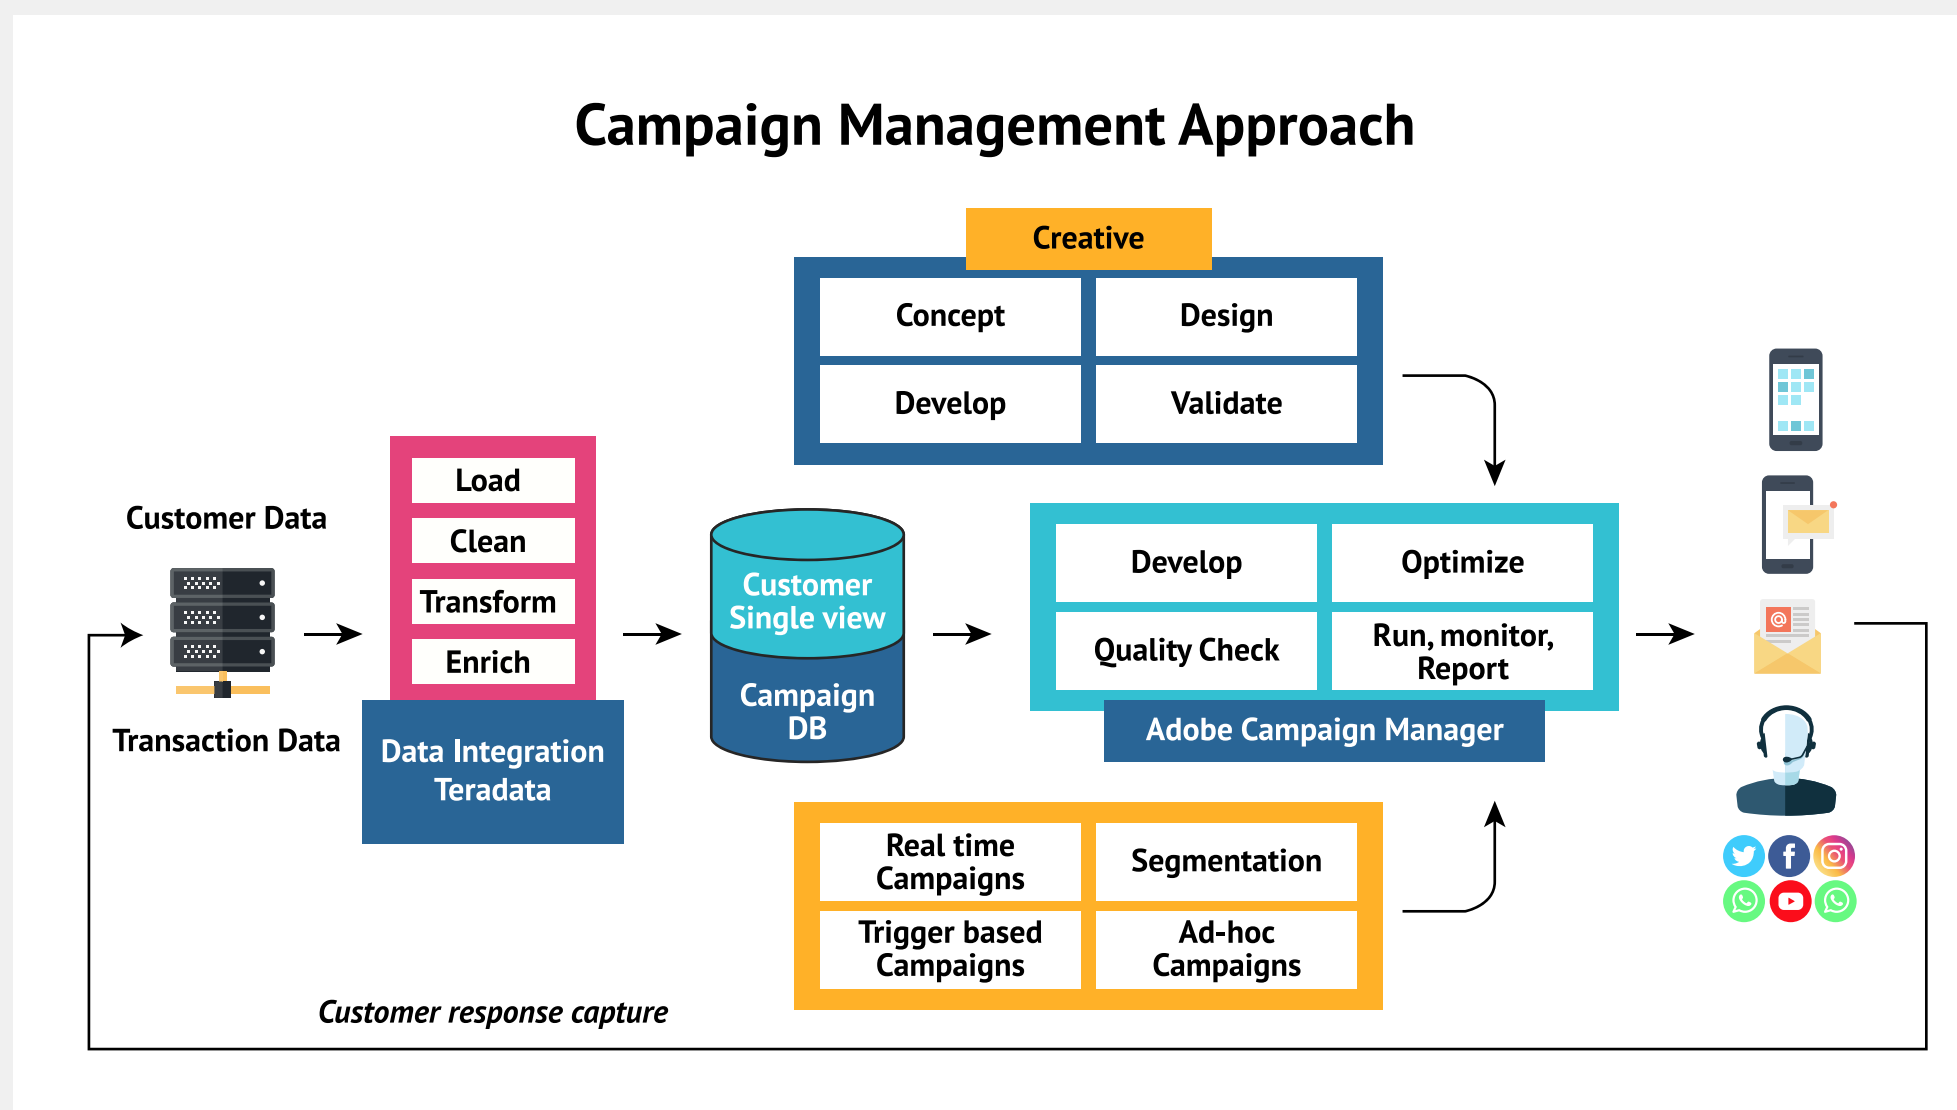 Campaign Management Approach
Creative
Concept
Design
Develop
Validate
Customer Data
Transaction Data
Load
Clean
Transform
Enrich
Data Integration
Teradata
Customer
Single view
Campaign
DB
Develop
Optimize
Quality Check
Run, monitor,
Report
Adobe Campaign Manager
Real time
Campaigns
Segmentation
Trigger based
Campaigns
Ad-hoc
Campaigns
Customer response capture